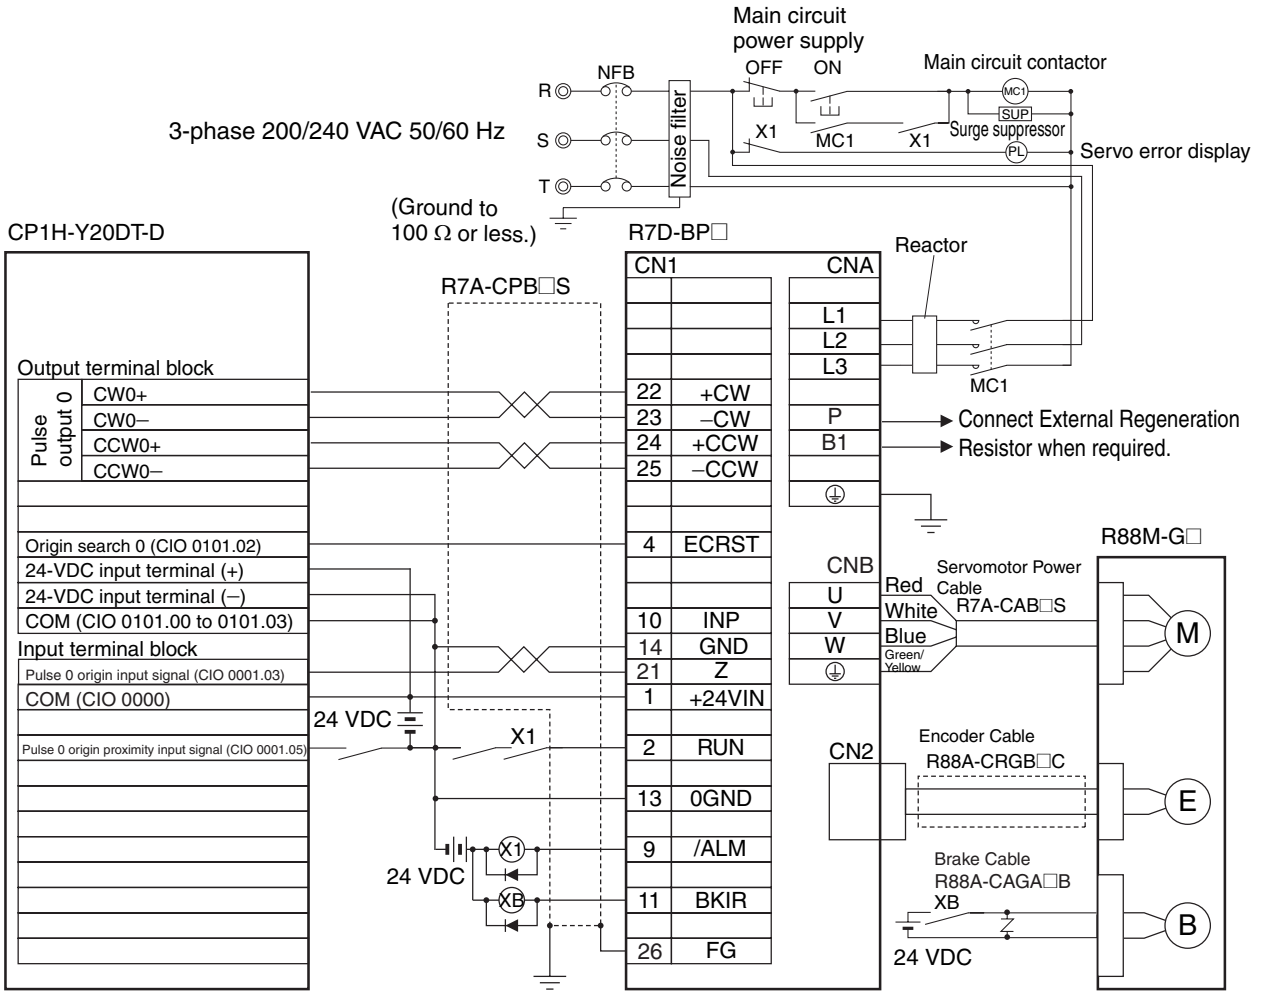 Main circuit
power supply
OFF
ON
Main circuit contactor
NFB
R
MC1
SUP
Surge suppressor
3-phase 200/240 VAC 50/60 Hz
S
Noise filter
X1
MC1
X1
PL
Servo error display
T
(Ground to
100 Ω or less.)
CP1H-Y20DT-D
R7D-BP□
Reactor
R7A-CPB□S
CN1
CNA
L1
L2
L3
MC1
Output terminal block
Pulse
output 0
CW0+
CW0−
CCW0+
CCW0−
22 +CW
23 −CW
24 +CCW
25 −CCW
P
B1
Connect External Regeneration
Resistor when required.
Origin search 0 (CIO 0101.02)
24-VDC input terminal (+)
24-VDC input terminal (−)
COM (CIO 0101.00 to 0101.03)
Input terminal block
Pulse 0 origin input signal (CIO 0001.03)
COM (CIO 0000)
Pulse 0 origin proximity input signal (CIO 0001.05)
24 VDC
X1
4 ECRST
10 INP
14 GND
21 Z
1 +24VIN
2 RUN
13 0GND
9 /ALM
11 BKIR
26 FG
24 VDC
X1
XB
CNB
U
V
W
Red
White
Blue
Green/
Yellow
Servomotor Power
Cable
R7A-CAB□S
R88M-G□
M
CN2
Encoder Cable
R88A-CRGB□C
E
Brake Cable
R88A-CAGA□B
XB
24 VDC
B